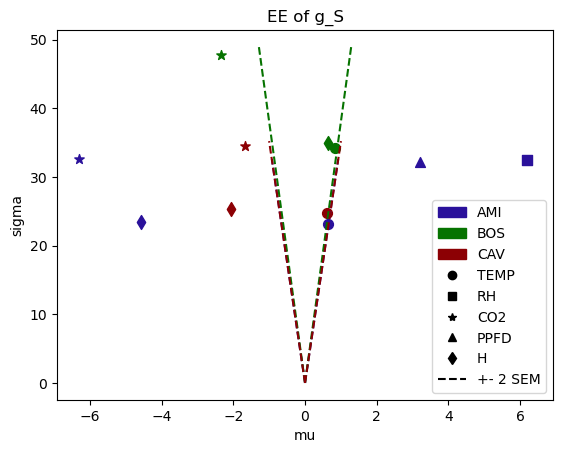 EE of g_S
50
40
30
20
10
0
sigma
−6
−4
−2
0
2
4
6
mu
AMI
BOS
CAV
TEMP
RH
CO2
PPFD
H
+- 2 SEM